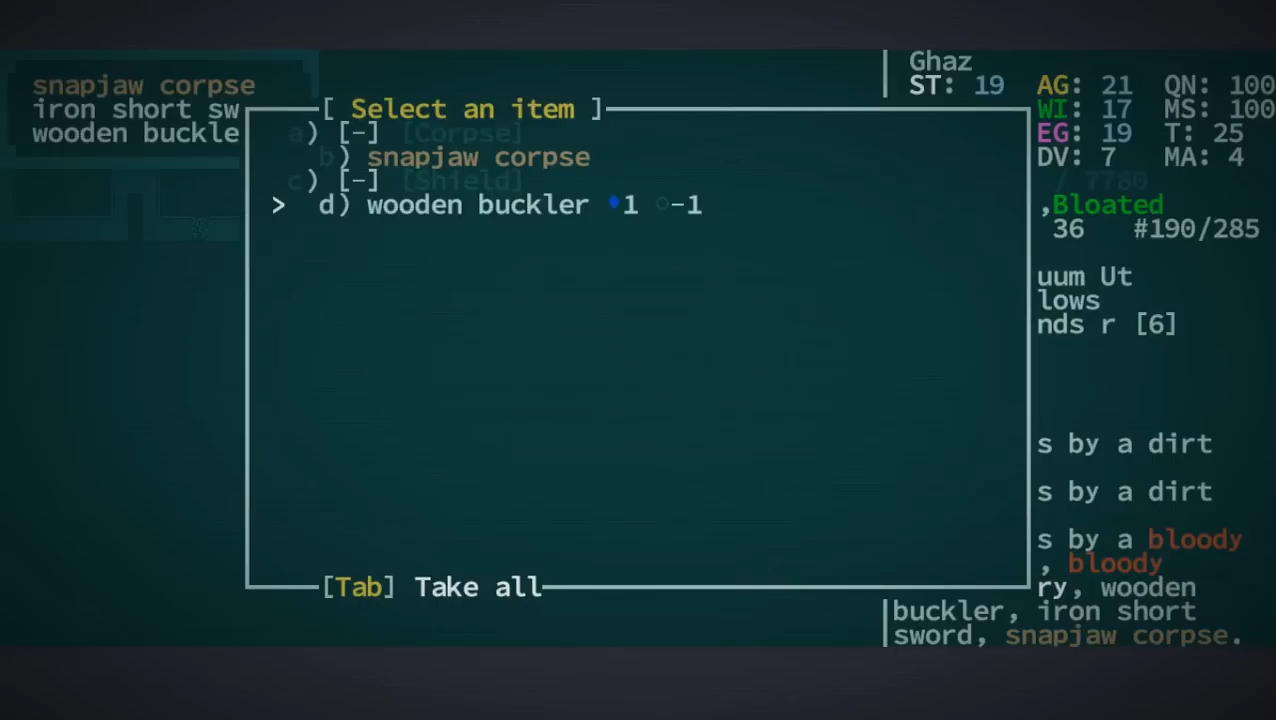 snapjaw corpse
iron short sw
wooden buckle
[ Select an item ]
a) [-] [Corpse]
b) snapjaw corpse
c) [-] [Shield]
> d) wooden buckler 1 -1
[Tab] Take all
Ghaz
ST: 19 AG: 21 QN: 100
WI: 17 MS: 100
EG: 19 T: 25
DV: 7 MA: 4
/ 7780
,Bloated
36 #190/285
uum Ut
lows
nds r [6]
s by a dirt
s by a dirt
s by a bloody
, bloody
ry, wooden
buckler, iron short
sword, snapjaw corpse.